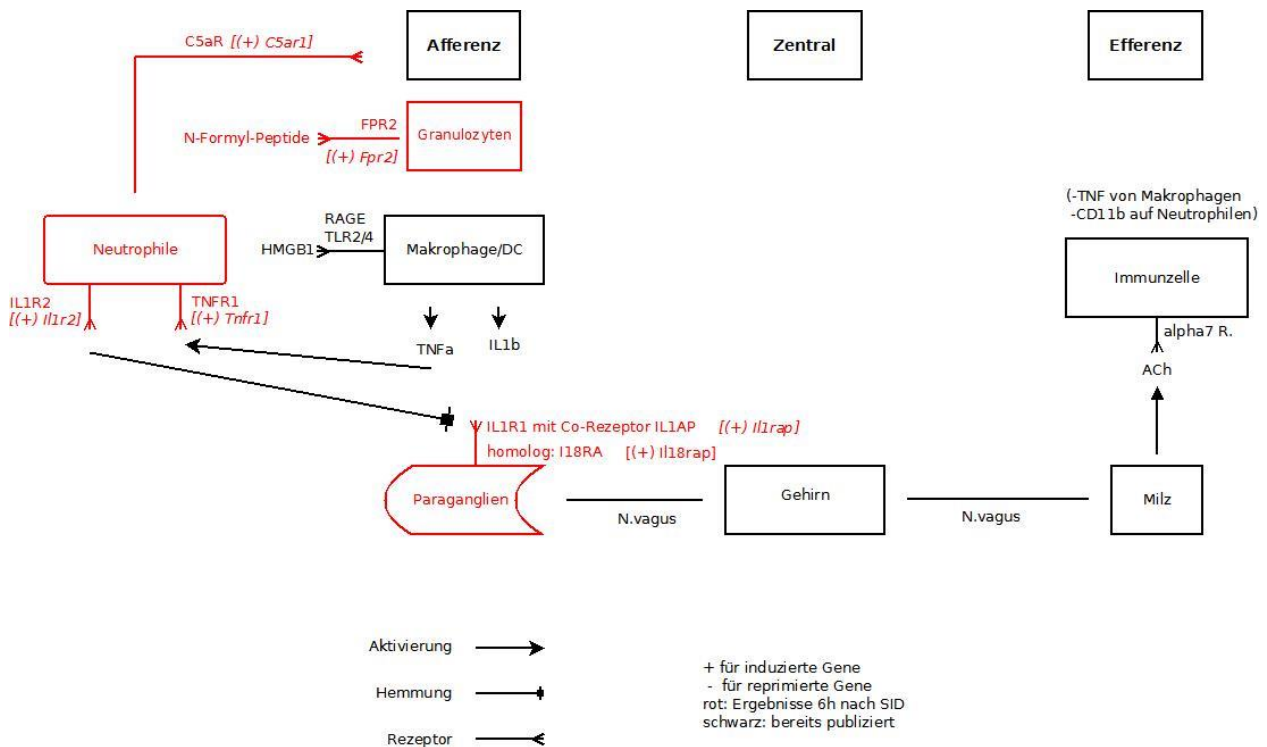 C5aR [(+) C5ar1]
Afferenz
Zentral
Efferenz
N-Formyl-Peptide
FPR2
[(+) Fpr2]
Granulozyten
(-TNF von Makrophagen
-CD11b auf Neutrophilen)
Neutrophile
HMGB1
RAGE
TLR2/4
Makrophage/DC
Immunzelle
IL1R2
[(+) Il1r2]
TNFR1
[(+) Tnfr1]
TNFa
IL1b
alpha7 R.
ACh
IL1R1 mit Co-Rezeptor IL1AP [(+) Il1rap]
homolog: I18RA [(+) Il18rap]
Paraganglien
N.vagus
Gehirn
N.vagus
Milz
Aktivierung
Hemmung
Rezeptor
+ für induzierte Gene
- für reprimierte Gene
rot: Ergebnisse 6h nach SID
schwarz: bereits publiziert